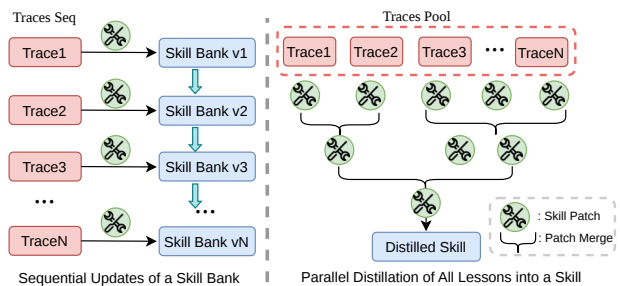 Traces Seq
Trace1
Skill Bank v1
Trace2
Skill Bank v2
Trace3
Skill Bank v3
...
...
TraceN
Skill Bank vN
Sequential Updates of a Skill Bank
Traces Pool
Trace1 Trace2 Trace3 ... TraceN
: Skill Patch
: Patch Merge
Distilled Skill
Parallel Distillation of All Lessons into a Skill